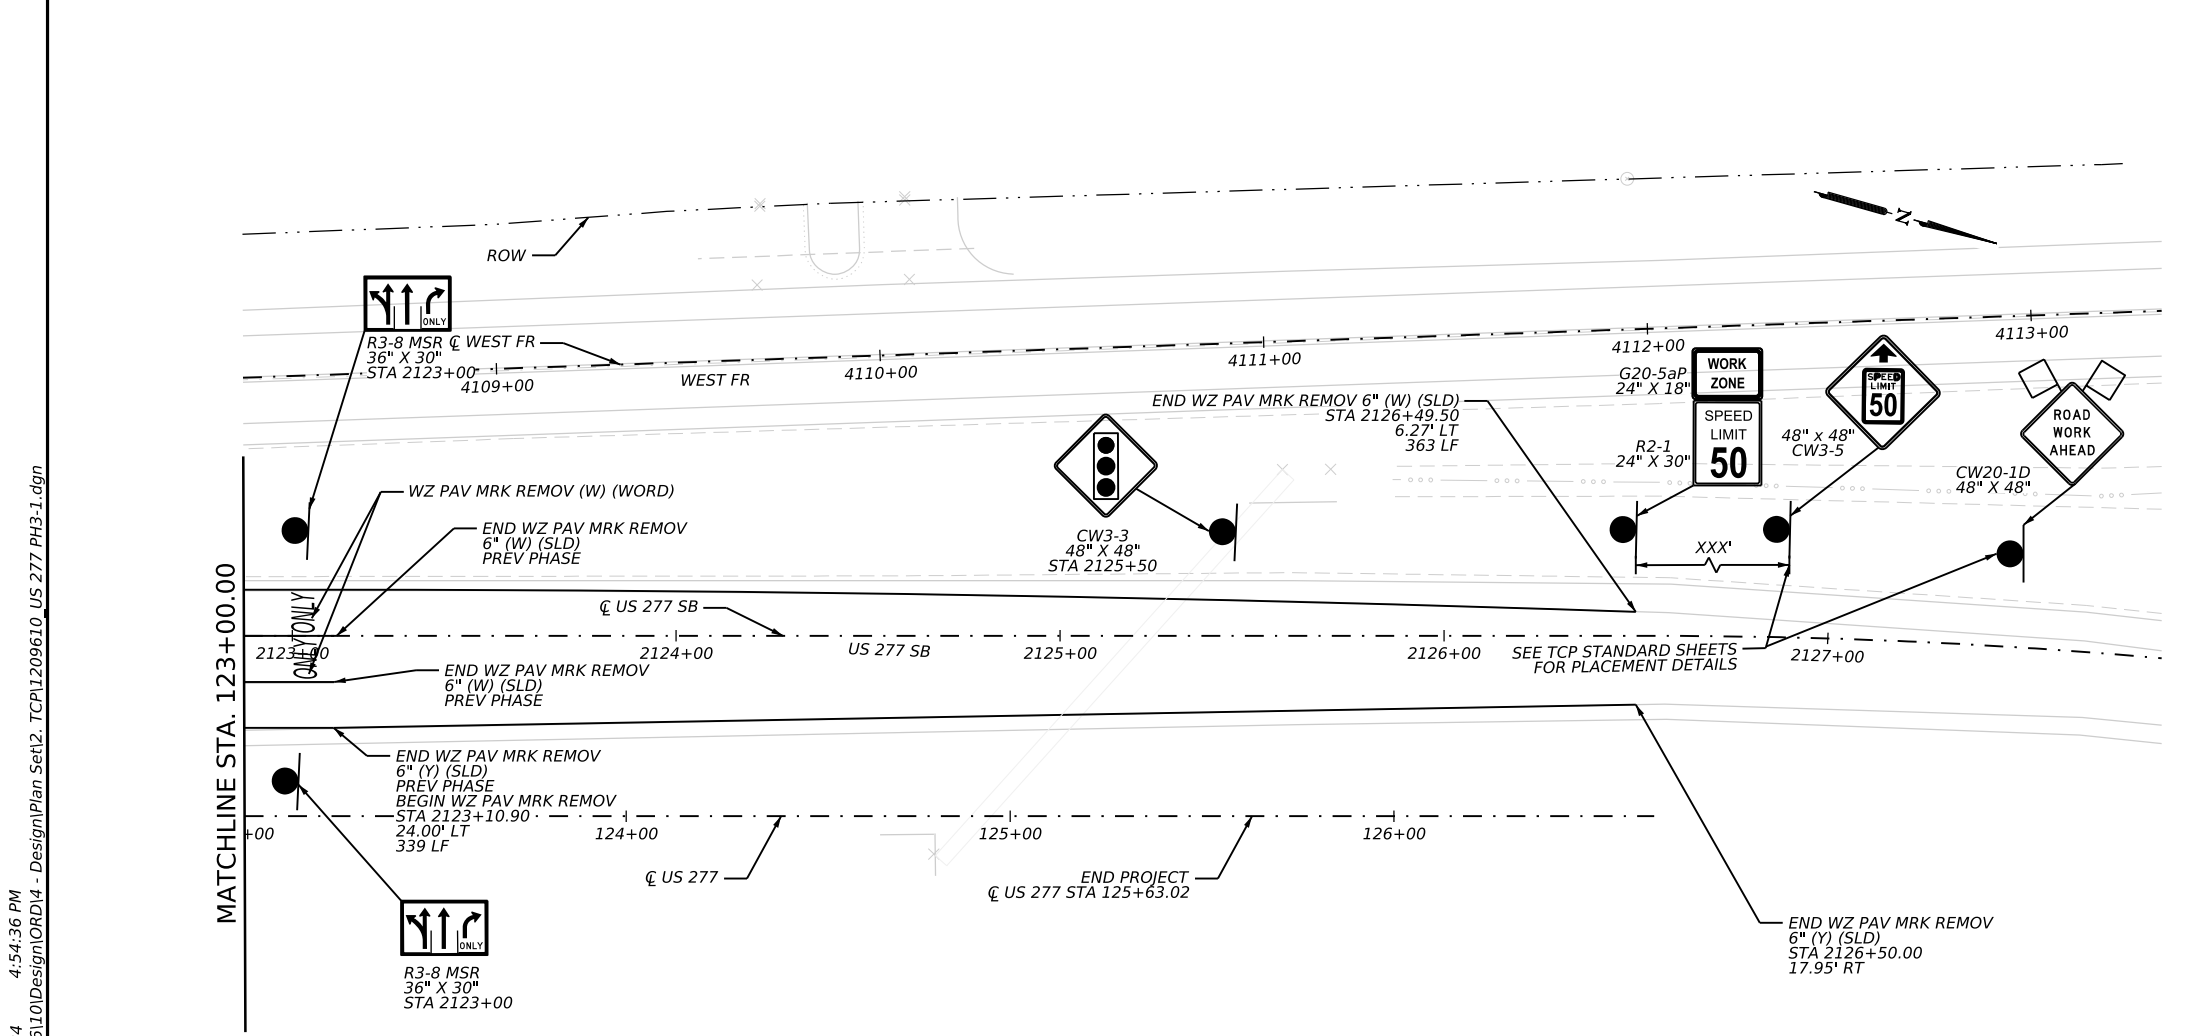 ROW
N
ONLY
R3-8 MSR
36" X 30"
STA 2123+00
℄ WEST FR
4109+00
WEST FR
4110+00
4111+00
4112+00
4113+00
END WZ PAV MRK REMOV 6" (W) (SLD)
STA 2126+49.50
6.27' LT
363 LF
G20-5aP
24" X 18"
WORK
ZONE
SPEED
LIMIT
50
R2-1
24" X 30"
SPEED
LIMIT
50
48" x 48"
CW3-5
ROAD
WORK
AHEAD
CW20-1D
48" X 48"
WZ PAV MRK REMOV (W) (WORD)
END WZ PAV MRK REMOV
6" (W) (SLD)
PREV PHASE
CW3-3
48" X 48"
STA 2125+50
XXX'
MATCHLINE STA. 123+00.00
ONLY
ONLY
℄ US 277 SB
2123+00
2124+00
US 277 SB
2125+00
2126+00
SEE TCP STANDARD SHEETS
FOR PLACEMENT DETAILS
2127+00
END WZ PAV MRK REMOV
6" (W) (SLD)
PREV PHASE
END WZ PAV MRK REMOV
6" (Y) (SLD)
PREV PHASE
BEGIN WZ PAV MRK REMOV
STA 2123+10.90
24.00' LT
339 LF
+00
124+00
125+00
126+00
℄ US 277
END PROJECT
℄ US 277 STA 125+63.02
END WZ PAV MRK REMOV
6" (Y) (SLD)
STA 2126+50.00
17.95' RT
ONLY
R3-8 MSR
36" X 30"
STA 2123+00
4 4:54:36 PM
6\10\Design\ORD\4 - Design\Plan Set\2. TCP\1209610_US 277 PH3-1.dgn